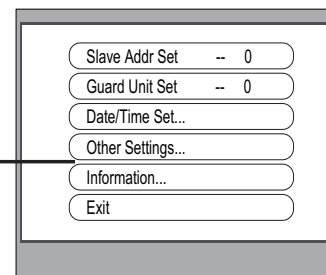 Slave Addr Set -- 0
Guard Unit Set -- 0
Date/Time Set...
Other Settings...
Information...
Exit